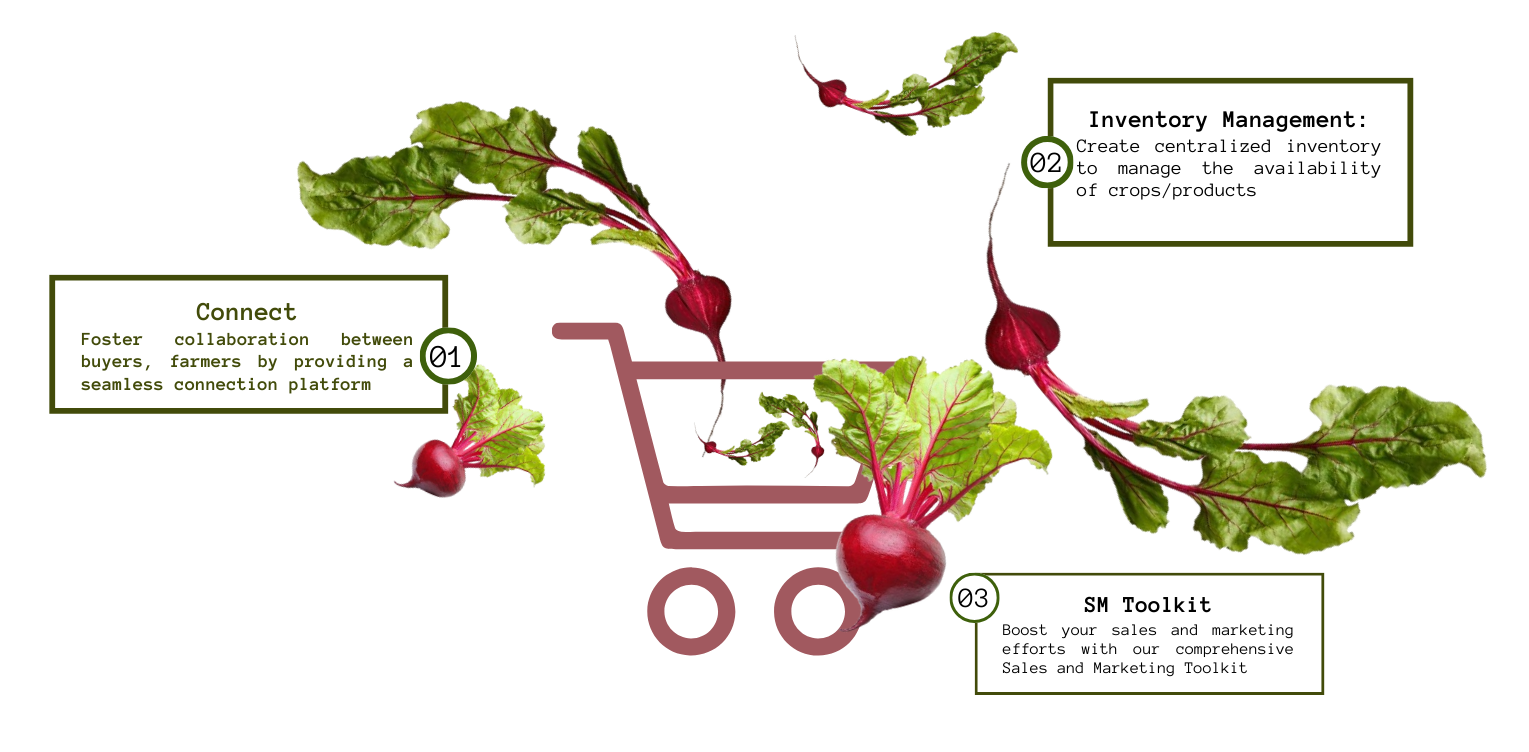 Connect
Foster collaboration between
buyers, farmers by providing a
seamless connection platform
01
Inventory Management:
Create centralized inventory
to manage the availability
of crops/products
02
03
SM Toolkit
Boost your sales and marketing
efforts with our comprehensive
Sales and Marketing Toolkit